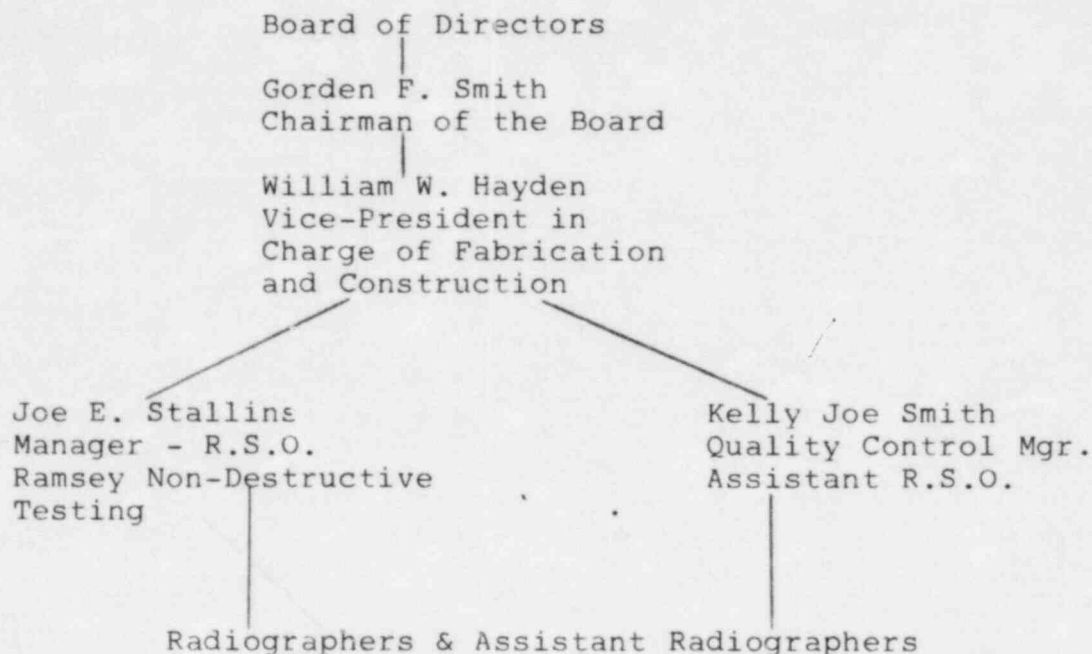 Board of Directors
Gorden F. Smith
Chairman of the Board
William W. Hayden
Vice-President in
Charge of Fabrication
and Construction
Joe E. Stallins
Manager - R.S.O.
Ramsey Non-Destructive
Testing
Kelly Joe Smith
Quality Control Mgr.
Assistant R.S.O.
Radiographers & Assistant Radiographers